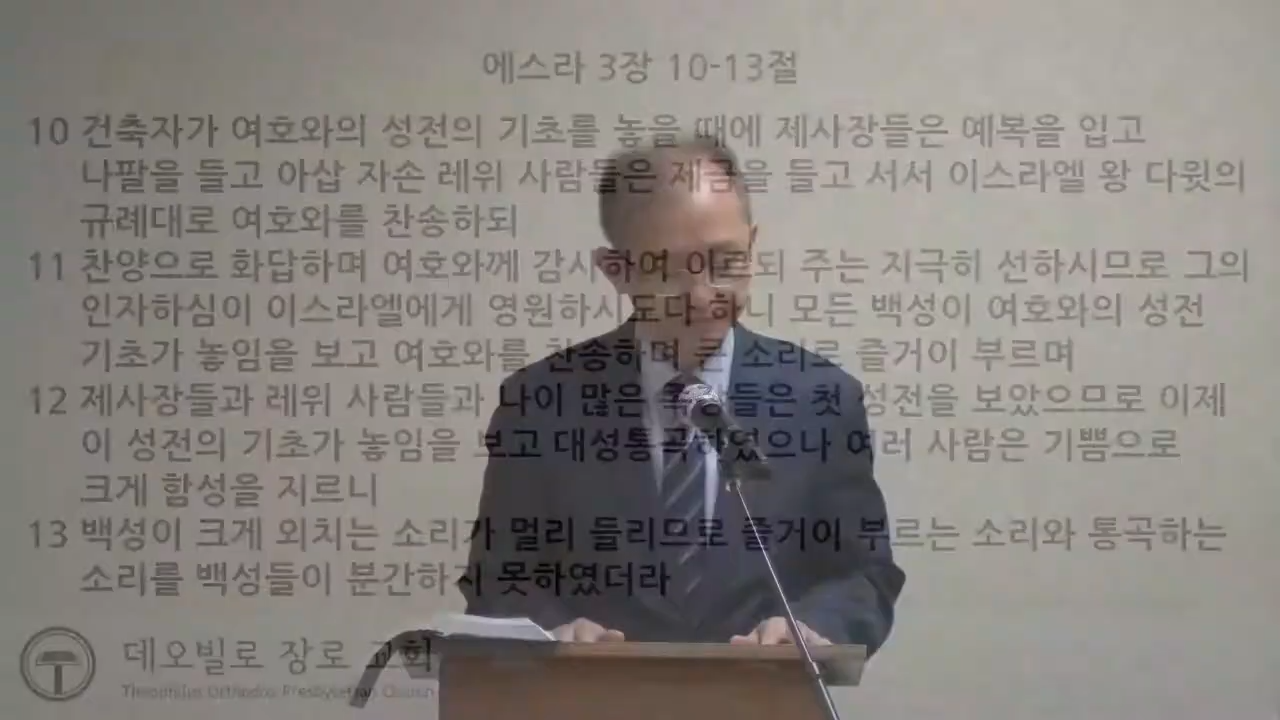 에스라 3장 10-13절
10 건축자가 여호와의 성전의 기초를 놓을 때에 제사장들은 예복을 입고
나팔을 들고 아삽 자손 레위 사람들은 제금을 들고 서서 이스라엘 왕 다윗의
규례대로 여호와를 찬송하되
11 찬양으로 화답하며 여호와께 감사하여 이르되 주는 지극히 선하시므로 그의
인자하심이 이스라엘에게 영원하시도다 하니 모든 백성이 여호와의 성전
기초가 놓임을 보고 여호와를 찬송하며 큰 소리로 즐거이 부르며
12 제사장들과 레위 사람들과 나이 많은 족장들은 첫 성전을 보았으므로 이제
이 성전의 기초가 놓임을 보고 대성통곡하였으나 여러 사람은 기쁨으로
크게 함성을 지르니
13 백성이 크게 외치는 소리가 멀리 들리므로 즐거이 부르는 소리와 통곡하는
소리를 백성들이 분간하지 못하였더라
데오빌로 장로 교회
Theophilus Orthodox Presbyterian Church